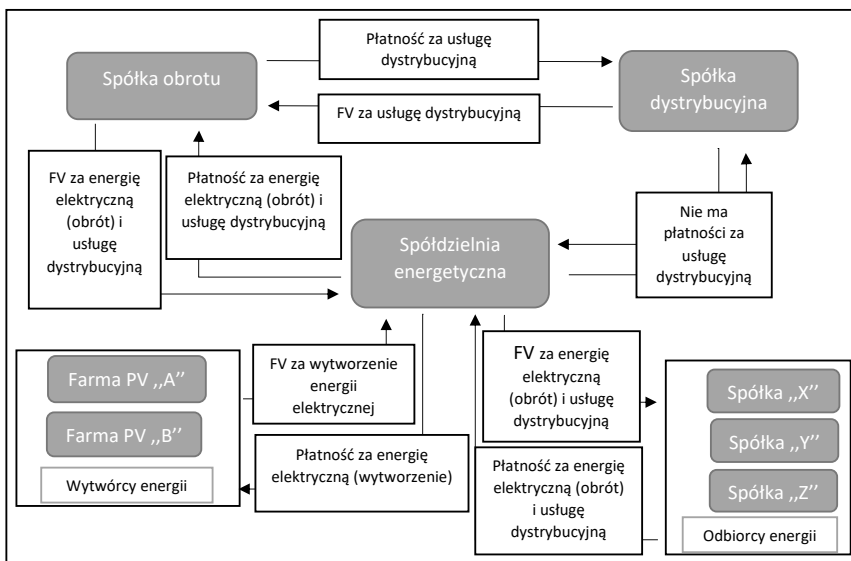 Płatność za usługę
dystrybucyjną
Spółka obrotu
Spółka
dystrybucyjna
FV za usługę dystrybucyjną
FV za energię
elektryczną
(obrót) i
usługę
dystrybucyjną
Płatność za energię
elektryczną (obrót) i
usługę dystrybucyjną
Nie ma
płatności za
usługę
dystrybucyjną
Spółdzielnia
energetyczna
Farma PV ,,A’’
Farma PV ,,B’’
Wytwórcy energii
FV za wytworzenie
energii
elektrycznej
Płatność za energię
elektryczną (wytworzenie)
FV za energię
elektryczną
(obrót) i usługę
dystrybucyjną
Płatność za energię
elektryczną (obrót)
i usługę
dystrybucyjną
Spółka ,,X’’
Spółka ,,Y’’
Spółka ,,Z’’
Odbiorcy energii